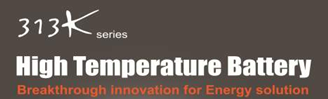 313K series
High Temperature Battery
Breakthrough innovation for Energy solution